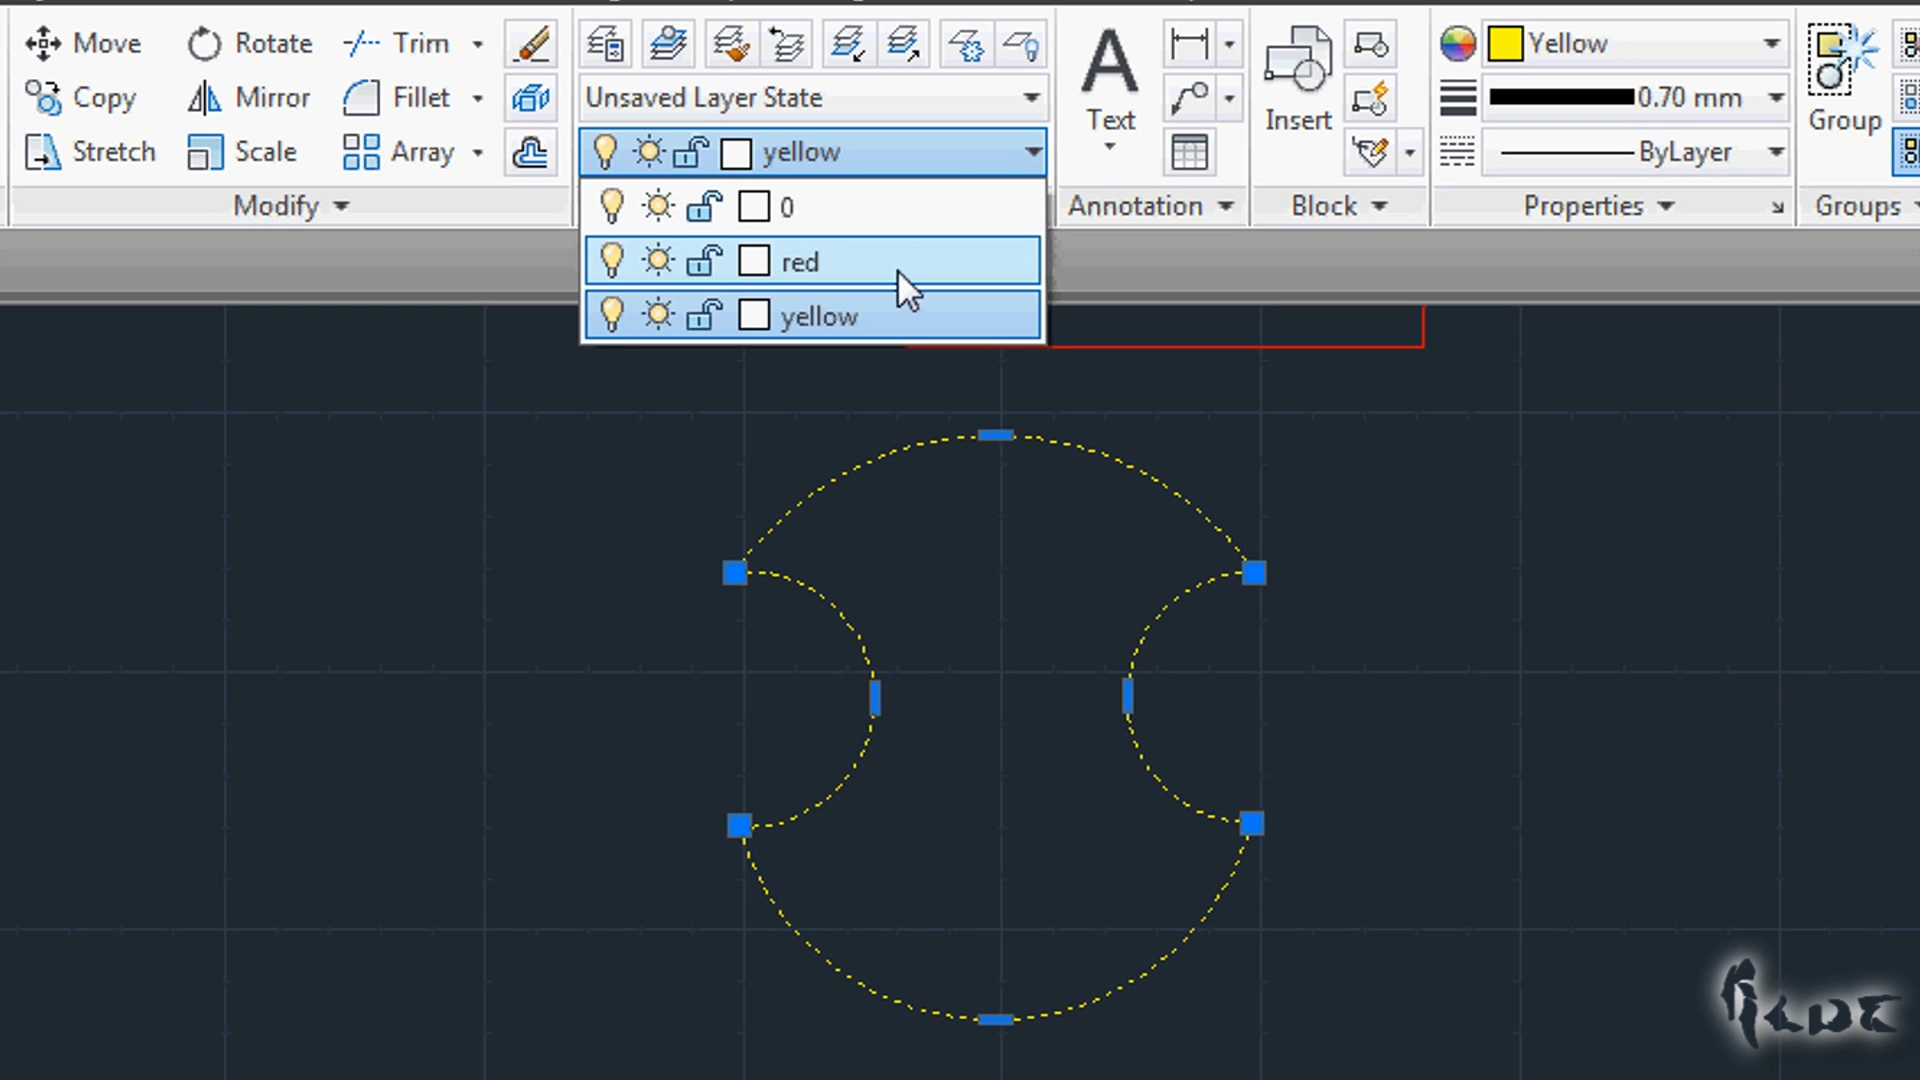 Move
Rotate
Trim
Copy
Mirror
Fillet
Stretch
Scale
Array
Modify
Unsaved Layer State
yellow
0
red
yellow
A
Text
Annotation
Insert
Block
Yellow
0.70 mm
ByLayer
Properties
Group
Groups